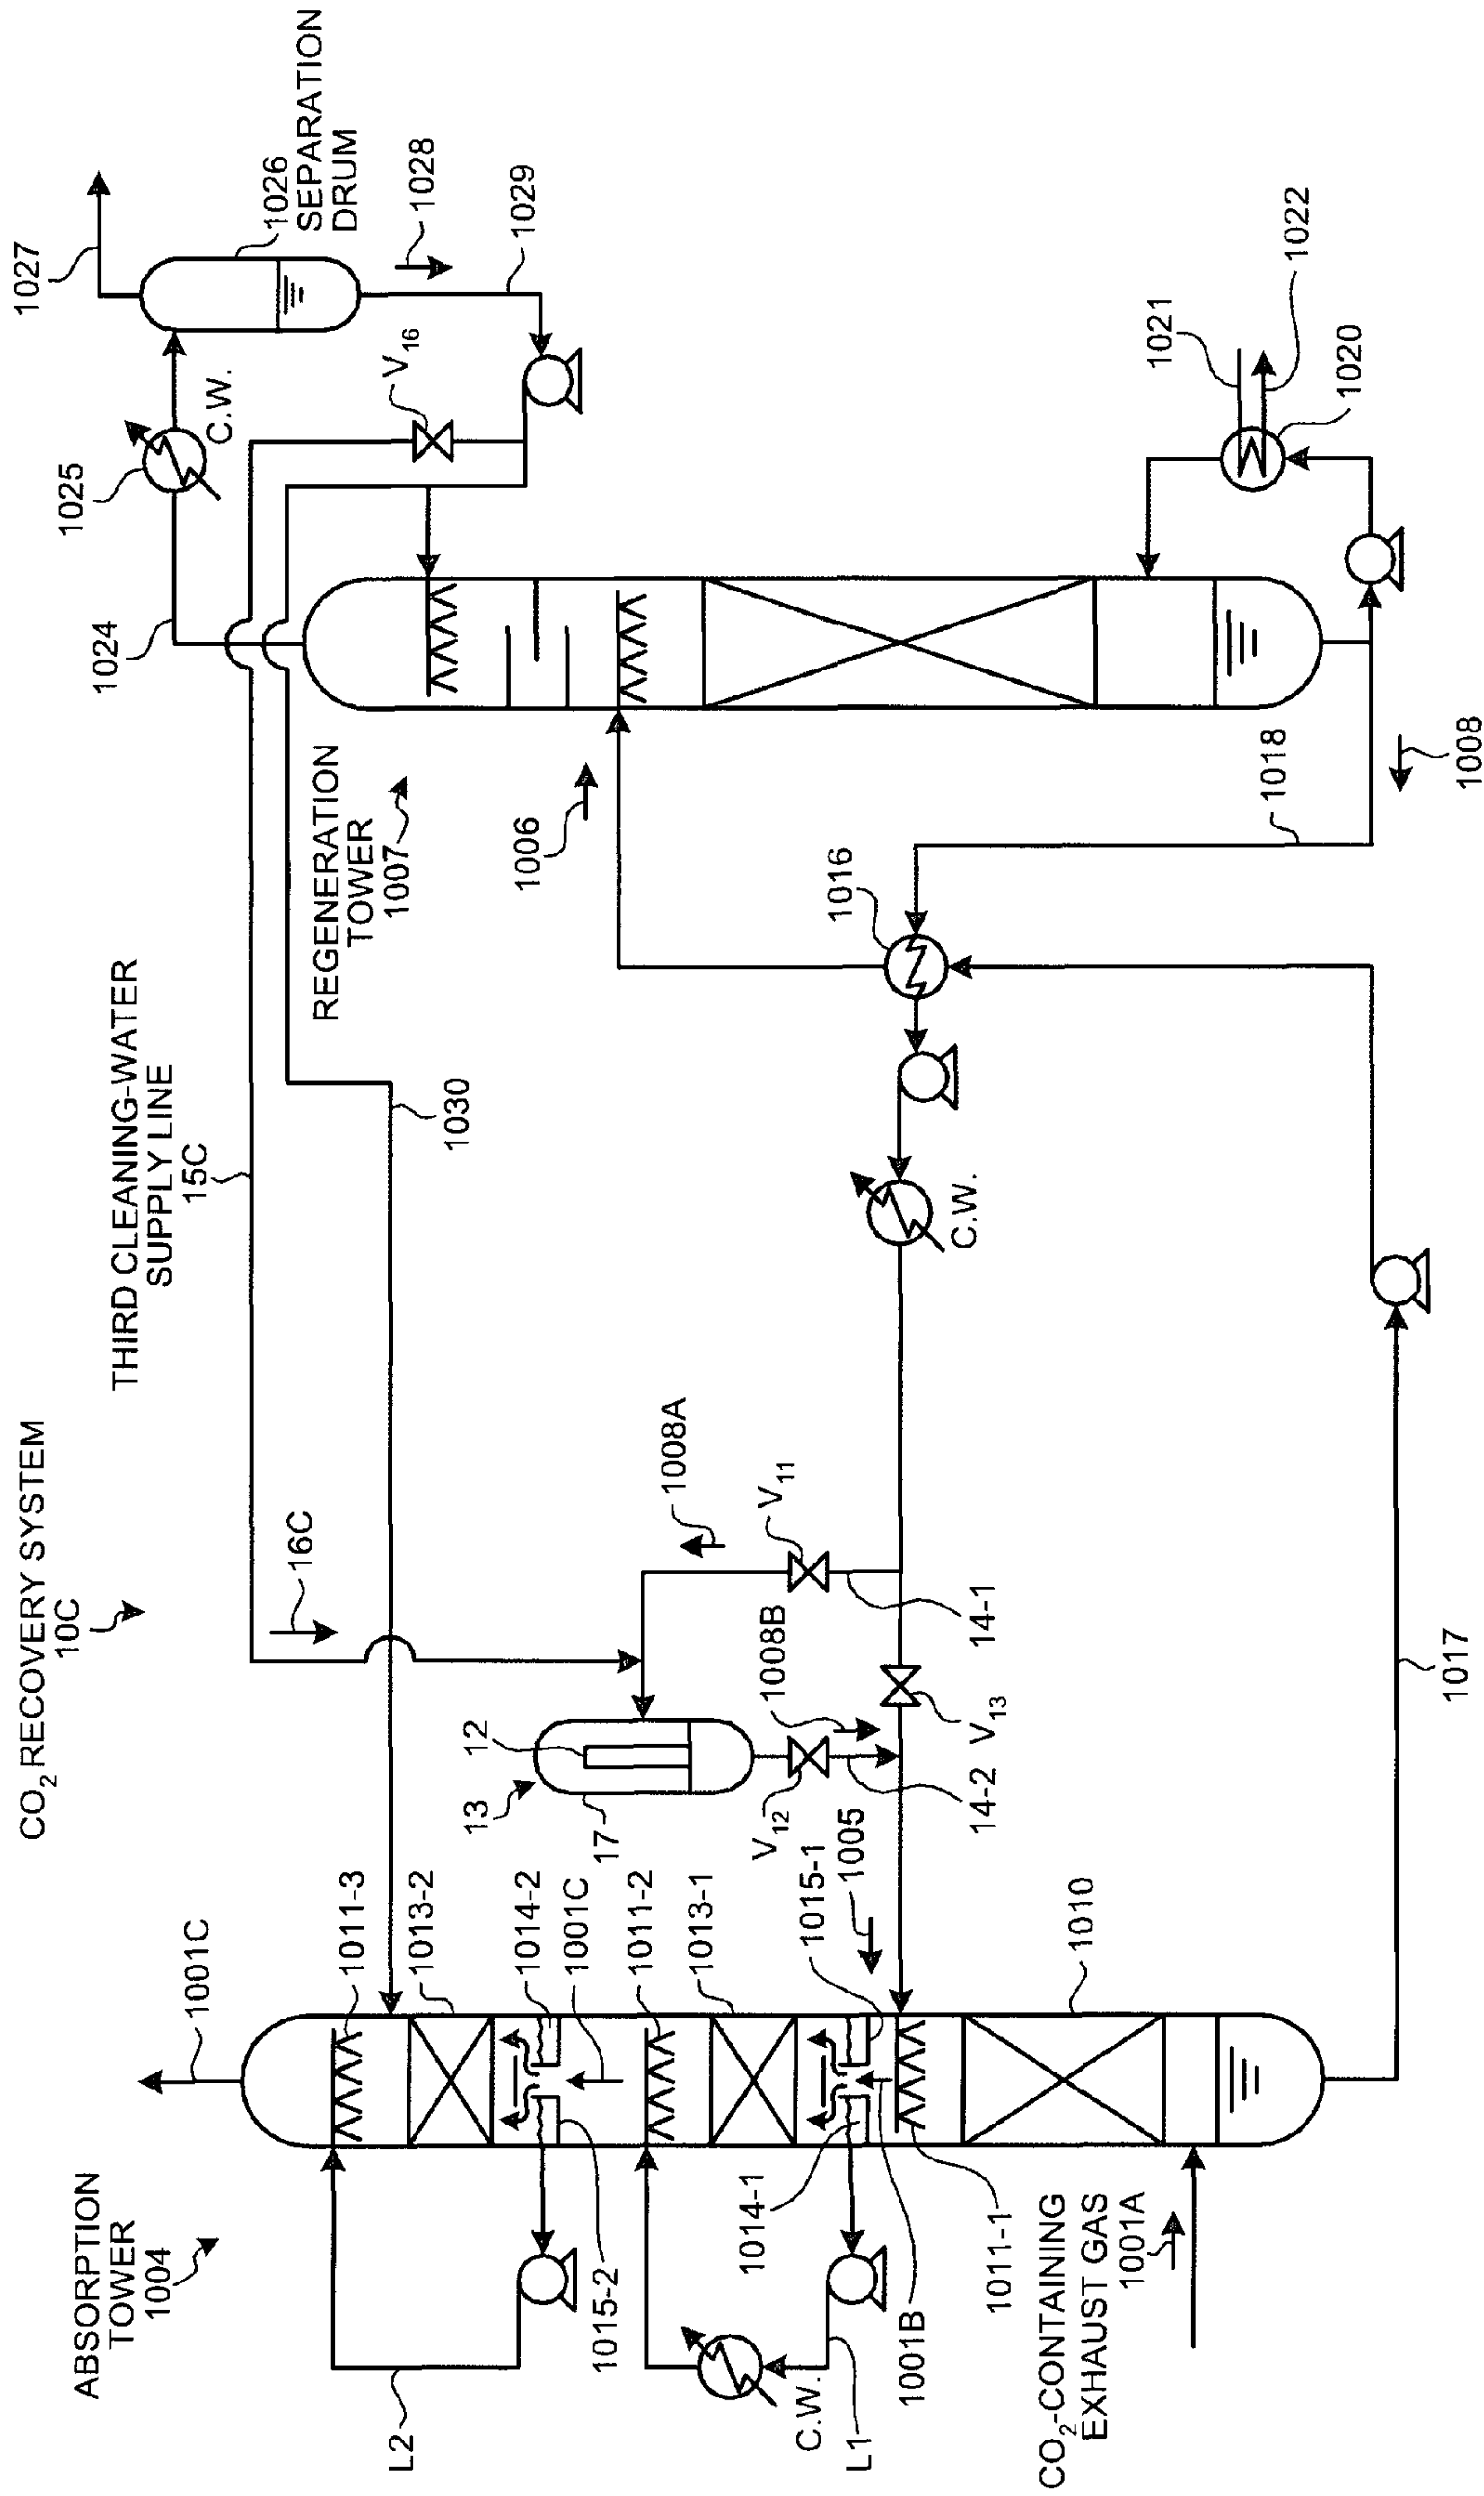 CO2 RECOVERY SYSTEM
10C
ABSORPTION
TOWER
1004
1001C
L2
1011-3
1013-2
1014-2
1001C
1011-2
1013-1
1015-2
1014-1
1015-1
1005
C.W.
L1
1001B
1011-1
1010
CO2-CONTAINING
EXHAUST GAS
1001A
1017
16C
13
12
17
V12
1008B
14-2
V13
14-1
V11
1008A
THIRD CLEANING-WATER
SUPPLY LINE
15C
1030
C.W.
1016
1018
1008
1006
REGENERATION
TOWER
1007
1024
1025
C.W.
V16
1027
1026
SEPARATION
DRUM
1028
1029
1021
1022
1020